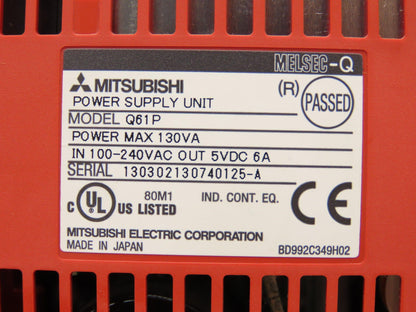 MELSEC-Q
MITSUBISHI
(R) PASSED
POWER SUPPLY UNIT
MODEL Q61P
POWER MAX 130VA
IN 100-240VAC OUT 5VDC 6A
SERIAL 130302130740125-A
C UL US LISTED 80M1 IND. CONT. EQ. CE
MITSUBISHI ELECTRIC CORPORATION
MADE IN JAPAN BD992C349H02